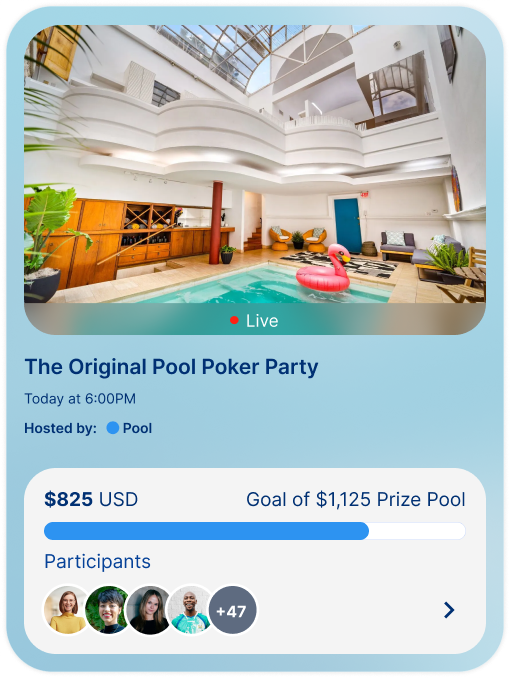 Live
The Original Pool Poker Party
Today at 6:00PM
Hosted by: Pool
$825 USD Goal of $1,125 Prize Pool
Participants
+47